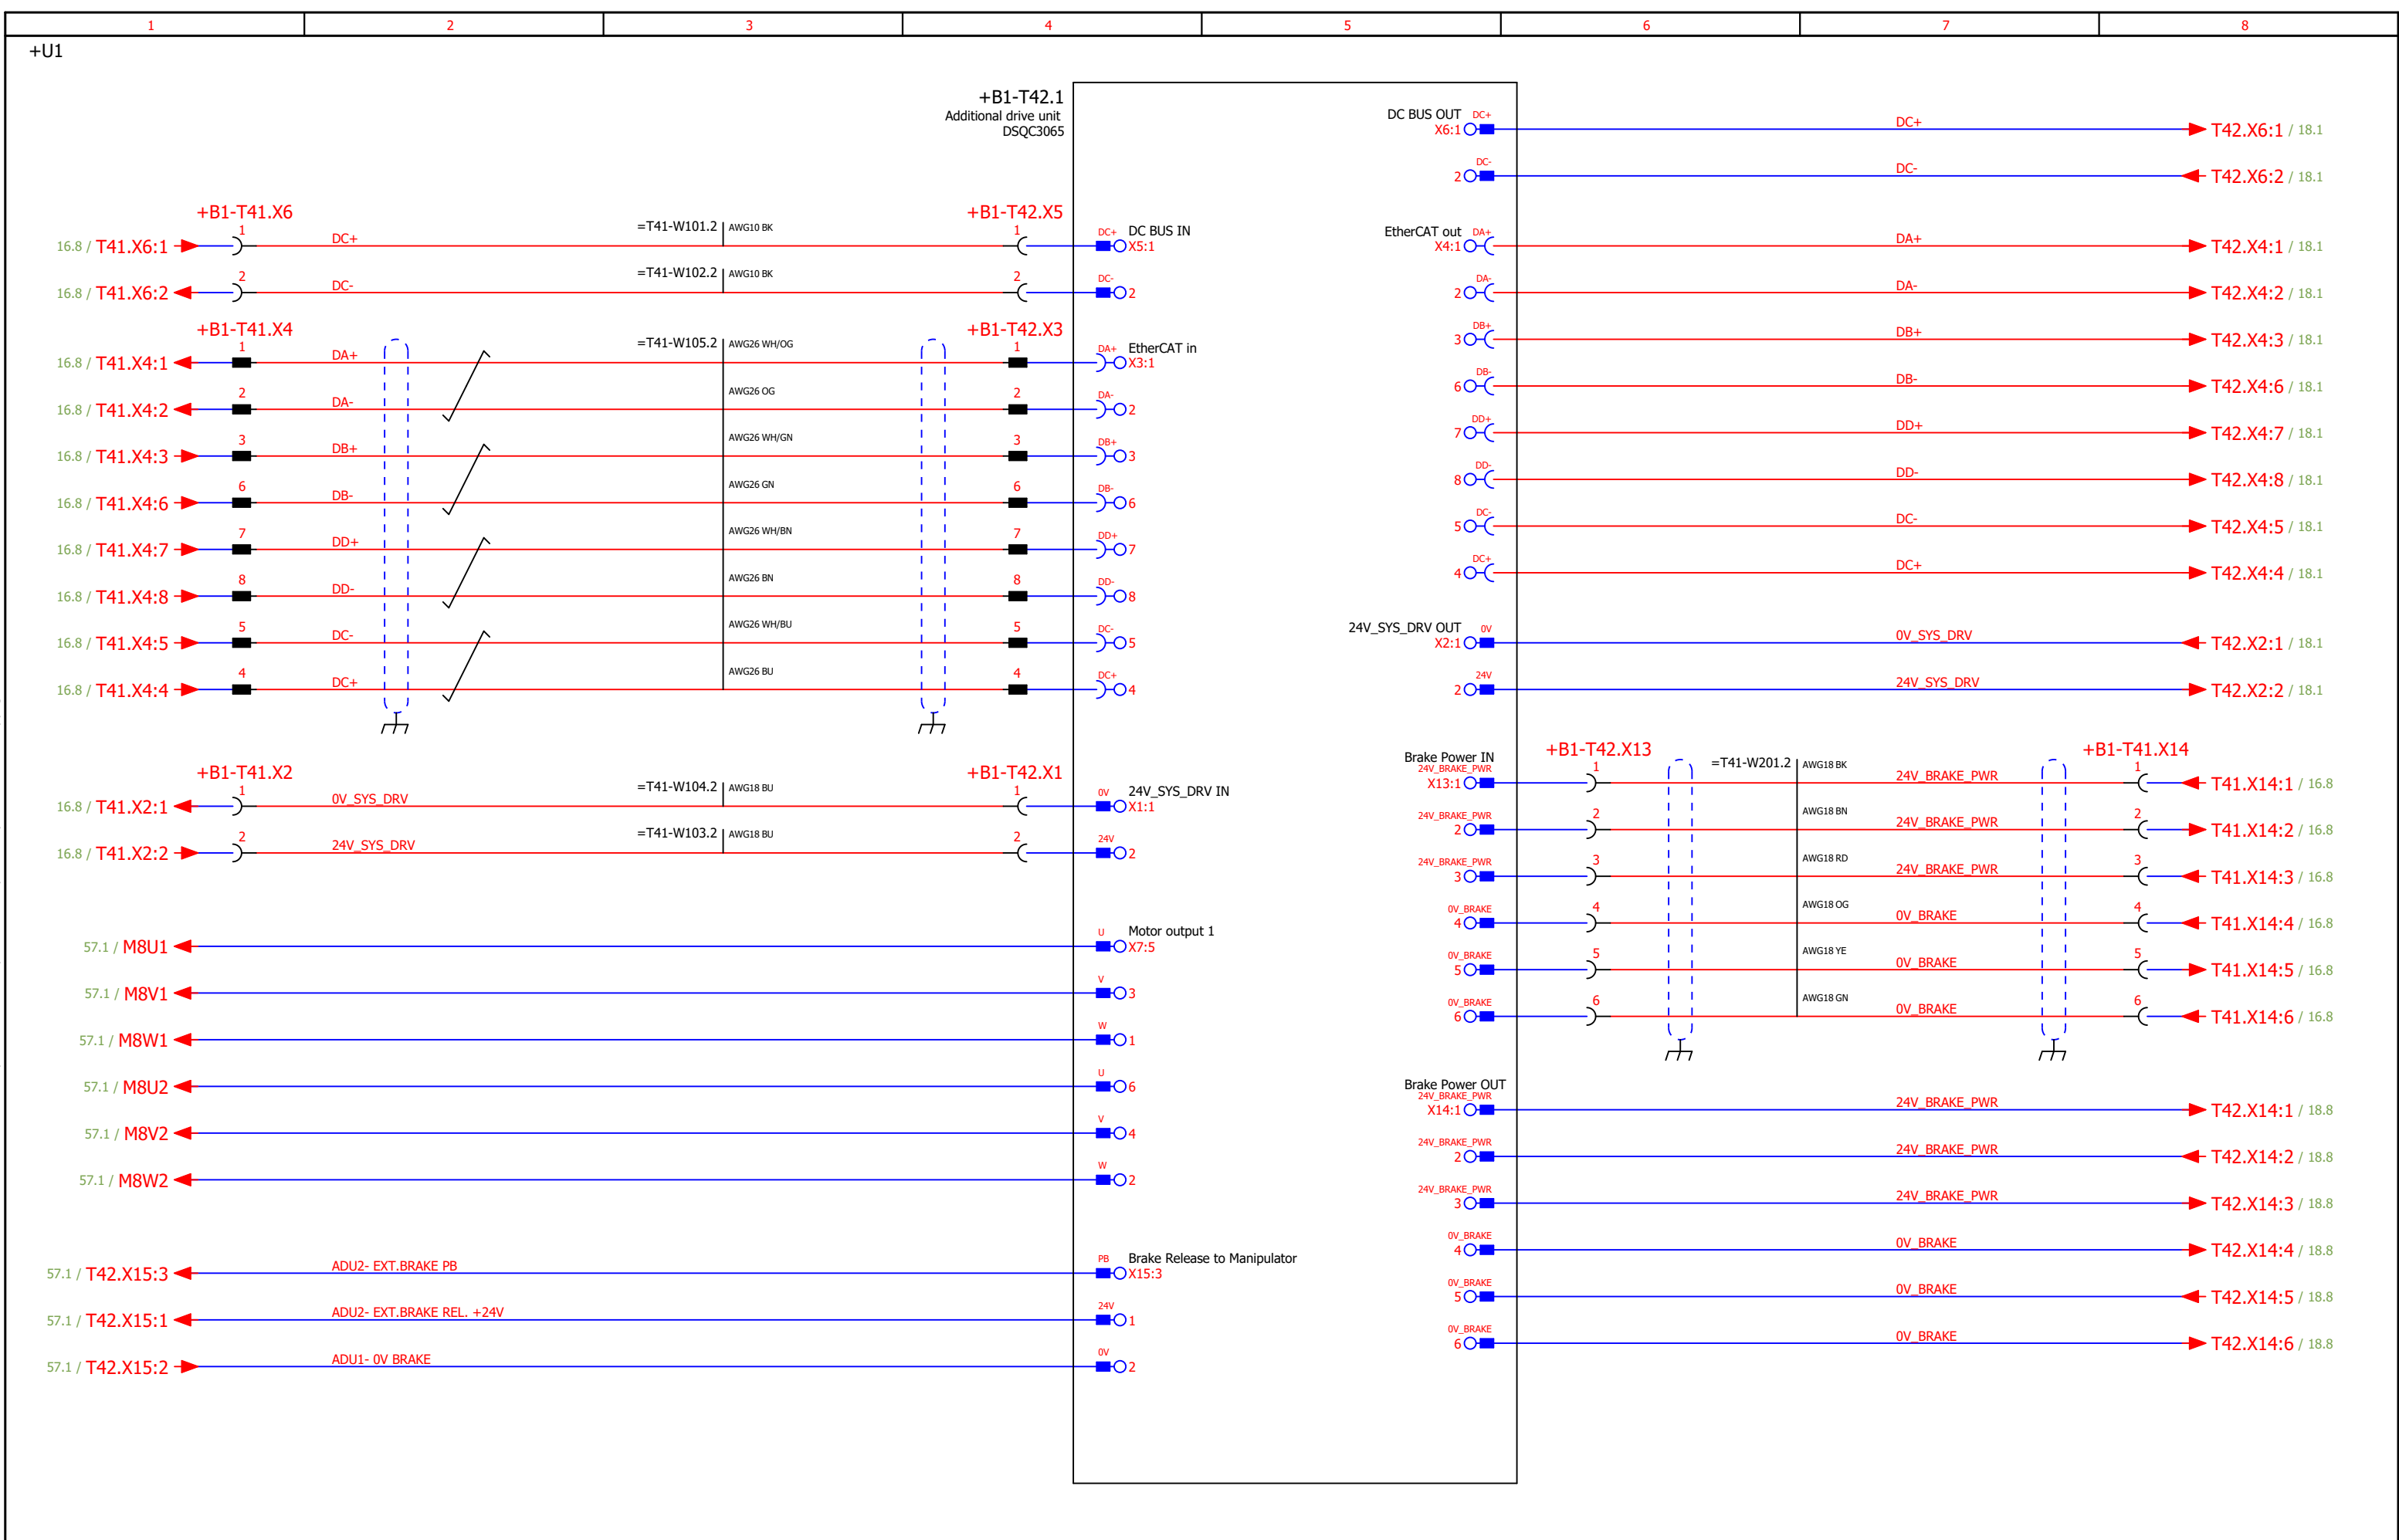 1 2 3 4 5 6 7 8
+U1
+B1-T42.1
Additional drive unit
DSQC3065
+B1-T41.X6 +B1-T42.X5
16.8 / T41.X6:1 1 DC+ =T41-W101.2 AWG10 BK 1 DC+ DC BUS IN
X5:1
16.8 / T41.X6:2 2 DC- =T41-W102.2 AWG10 BK 2 DC- 2
+B1-T41.X4 +B1-T42.X3
16.8 / T41.X4:1 1 DA+ =T41-W105.2 AWG26 WH/OG 1 DA+ EtherCAT in
X3:1
16.8 / T41.X4:2 2 DA- AWG26 OG 2 DA- 2
16.8 / T41.X4:3 3 DB+ AWG26 WH/GN 3 DB+ 3
16.8 / T41.X4:6 6 DB- AWG26 GN 6 DB- 6
16.8 / T41.X4:7 7 DD+ AWG26 WH/BN 7 DD+ 7
16.8 / T41.X4:8 8 DD- AWG26 BN 8 DD- 8
16.8 / T41.X4:5 5 DC- AWG26 WH/BU 5 DC- 5
16.8 / T41.X4:4 4 DC+ AWG26 BU 4 DC+ 4
+B1-T41.X2 +B1-T42.X1
16.8 / T41.X2:1 1 0V_SYS_DRV =T41-W104.2 AWG18 BU 1 0V 24V_SYS_DRV IN
X1:1
16.8 / T41.X2:2 2 24V_SYS_DRV =T41-W103.2 AWG18 BU 2 24V 2
57.1 / M8U1 U Motor output 1
X7:5
57.1 / M8V1 V 3
57.1 / M8W1 W 1
57.1 / M8U2 U 6
57.1 / M8V2 V 4
57.1 / M8W2 W 2
57.1 / T42.X15:3 ADU2- EXT.BRAKE PB PB Brake Release to Manipulator
X15:3
57.1 / T42.X15:1 ADU2- EXT.BRAKE REL. +24V 24V 1
57.1 / T42.X15:2 ADU1- 0V BRAKE 0V 2
DC BUS OUT DC+
X6:1 DC+ T42.X6:1 / 18.1
DC- 2 DC- T42.X6:2 / 18.1
EtherCAT out DA+
X4:1 DA+ T42.X4:1 / 18.1
DA- 2 DA- T42.X4:2 / 18.1
DB+ 3 DB+ T42.X4:3 / 18.1
DB- 6 DB- T42.X4:6 / 18.1
DD+ 7 DD+ T42.X4:7 / 18.1
DD- 8 DD- T42.X4:8 / 18.1
DC- 5 DC- T42.X4:5 / 18.1
DC+ 4 DC+ T42.X4:4 / 18.1
24V_SYS_DRV OUT 0V
X2:1 0V_SYS_DRV T42.X2:1 / 18.1
24V 2 24V_SYS_DRV T42.X2:2 / 18.1
Brake Power IN +B1-T42.X13 +B1-T41.X14
24V_BRAKE_PWR
X13:1 1 =T41-W201.2 AWG18 BK 24V_BRAKE_PWR 1 T41.X14:1 / 16.8
24V_BRAKE_PWR 2 2 AWG18 BN 24V_BRAKE_PWR 2 T41.X14:2 / 16.8
24V_BRAKE_PWR 3 3 AWG18 RD 24V_BRAKE_PWR 3 T41.X14:3 / 16.8
0V_BRAKE 4 4 AWG18 OG 0V_BRAKE 4 T41.X14:4 / 16.8
0V_BRAKE 5 5 AWG18 YE 0V_BRAKE 5 T41.X14:5 / 16.8
0V_BRAKE 6 6 AWG18 GN 0V_BRAKE 6 T41.X14:6 / 16.8
Brake Power OUT
24V_BRAKE_PWR
X14:1 24V_BRAKE_PWR T42.X14:1 / 18.8
24V_BRAKE_PWR 2 24V_BRAKE_PWR T42.X14:2 / 18.8
24V_BRAKE_PWR 3 24V_BRAKE_PWR T42.X14:3 / 18.8
0V_BRAKE 4 0V_BRAKE T42.X14:4 / 18.8
0V_BRAKE 5 0V_BRAKE T42.X14:5 / 18.8
0V_BRAKE 6 0V_BRAKE T42.X14:6 / 18.8